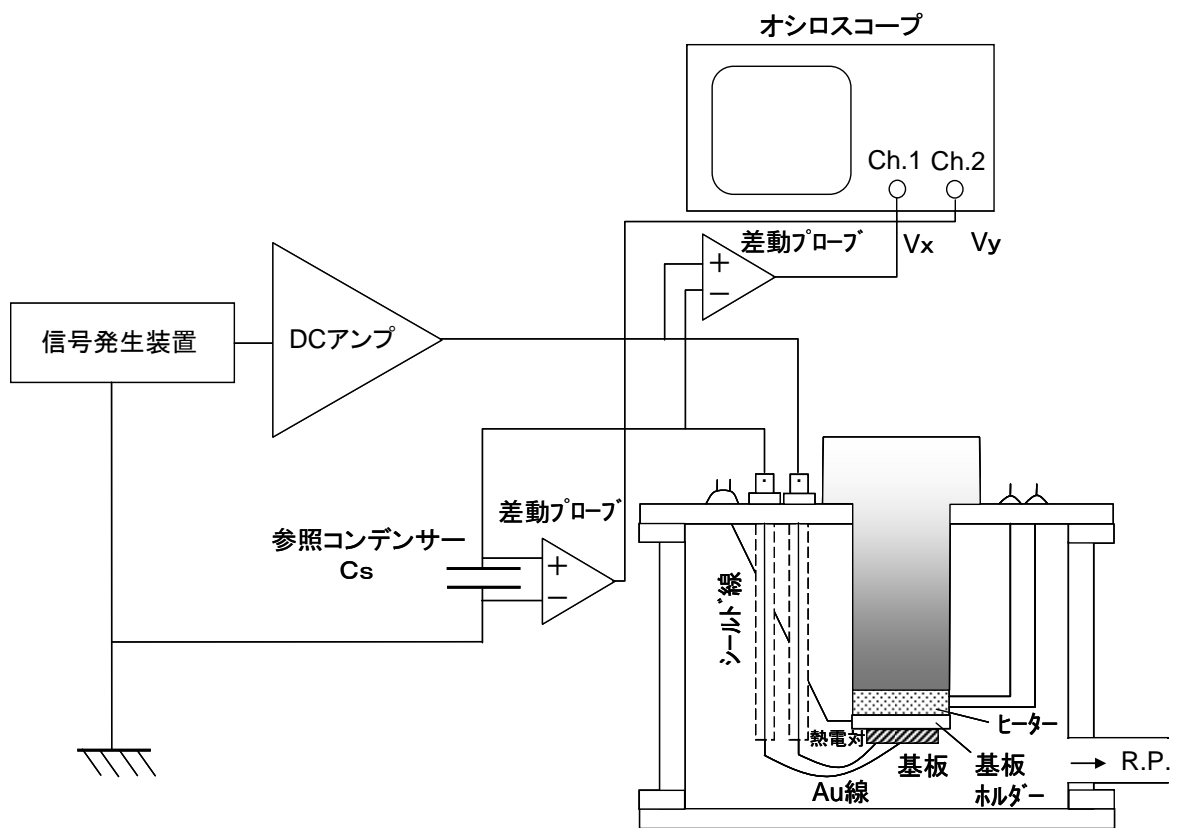 オシロスコープ
Ch.1 Ch.2
差動プローブ
Vx
Vy
+
−
信号発生装置
DCアンプ
差動プローブ
参照コンデンサー
Cs
+
−
シールド線
熱電対
ヒーター
基板
基板
ホルダー
Au線
R.P.